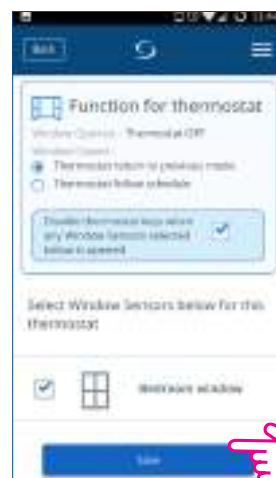 Back
Function for thermostat
Window Opened : Thermostat OFF
Window Closed :
Thermostat return to previous mode
Thermostat follow schedule
Disable thermostat keys when
any Window Sensors selected
below is opened
Select Window Sensors below for this
thermostat
Bedroom window
Save